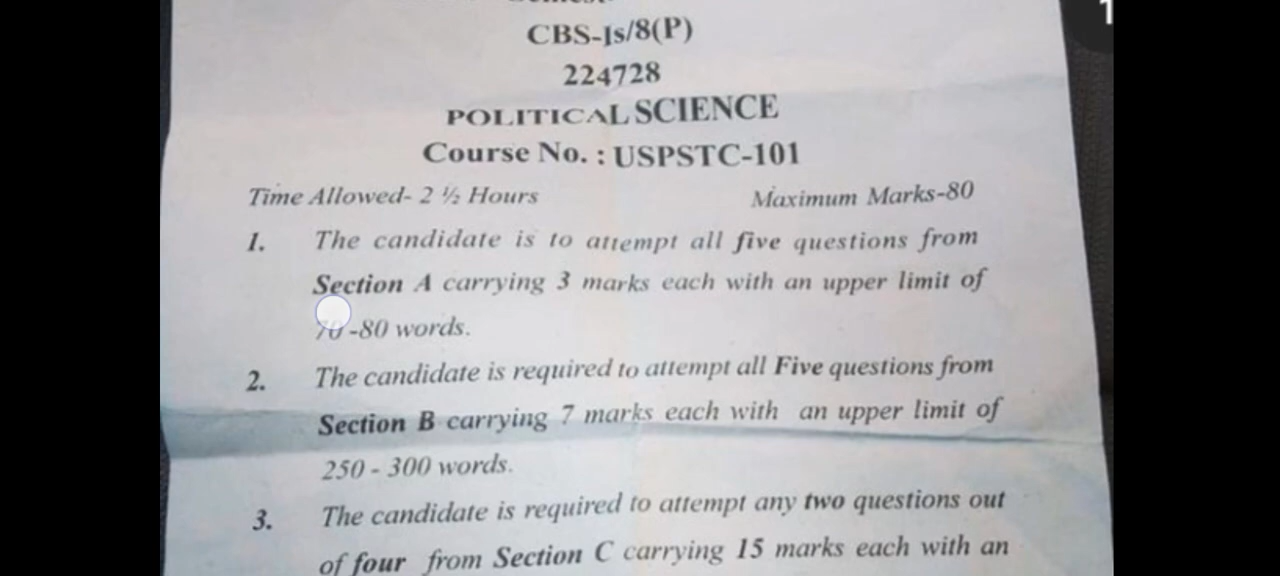 CBS-Is/8(P)
224728
POLITICAL SCIENCE
Course No. : USPSTC-101
Time Allowed- 2 ½ Hours Maximum Marks-80
1. The candidate is to attempt all five questions from
Section A carrying 3 marks each with an upper limit of
70-80 words.
2. The candidate is required to attempt all Five questions from
Section B carrying 7 marks each with an upper limit of
250 - 300 words.
3. The candidate is required to attempt any two questions out
of four from Section C carrying 15 marks each with an
1